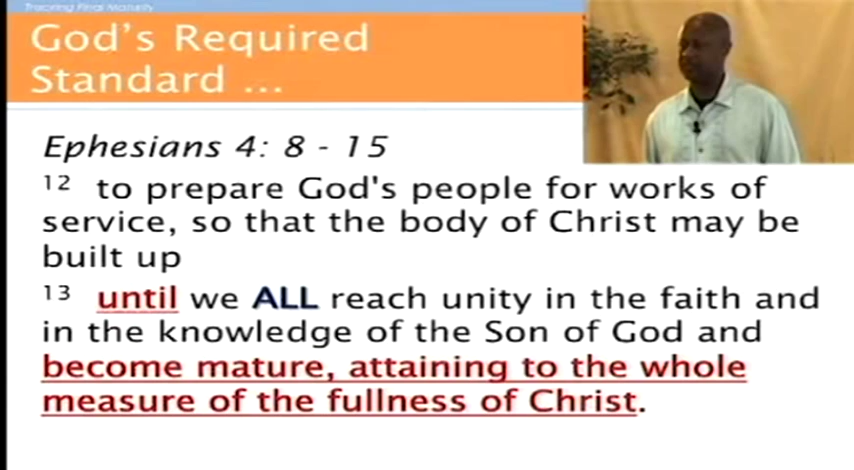 God's Required
Standard ...
Ephesians 4: 8 - 15
12 to prepare God's people for works of
service, so that the body of Christ may be
built up
13 until we ALL reach unity in the faith and
in the knowledge of the Son of God and
become mature, attaining to the whole
measure of the fullness of Christ.